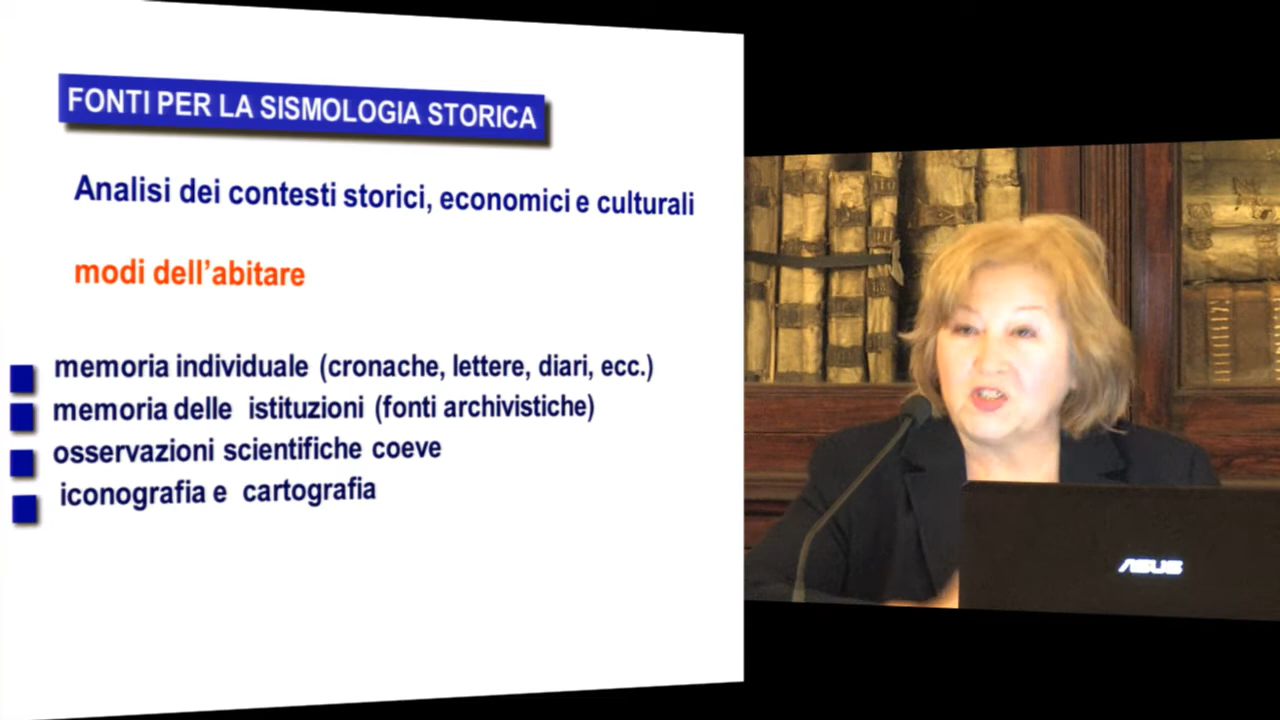 FONTI PER LA SISMOLOGIA STORICA
Analisi dei contesti storici, economici e culturali
modi dell'abitare
memoria individuale (cronache, lettere, diari, ecc.)
memoria delle istituzioni (fonti archivistiche)
osservazioni scientifiche coeve
iconografia e cartografia
ASUS